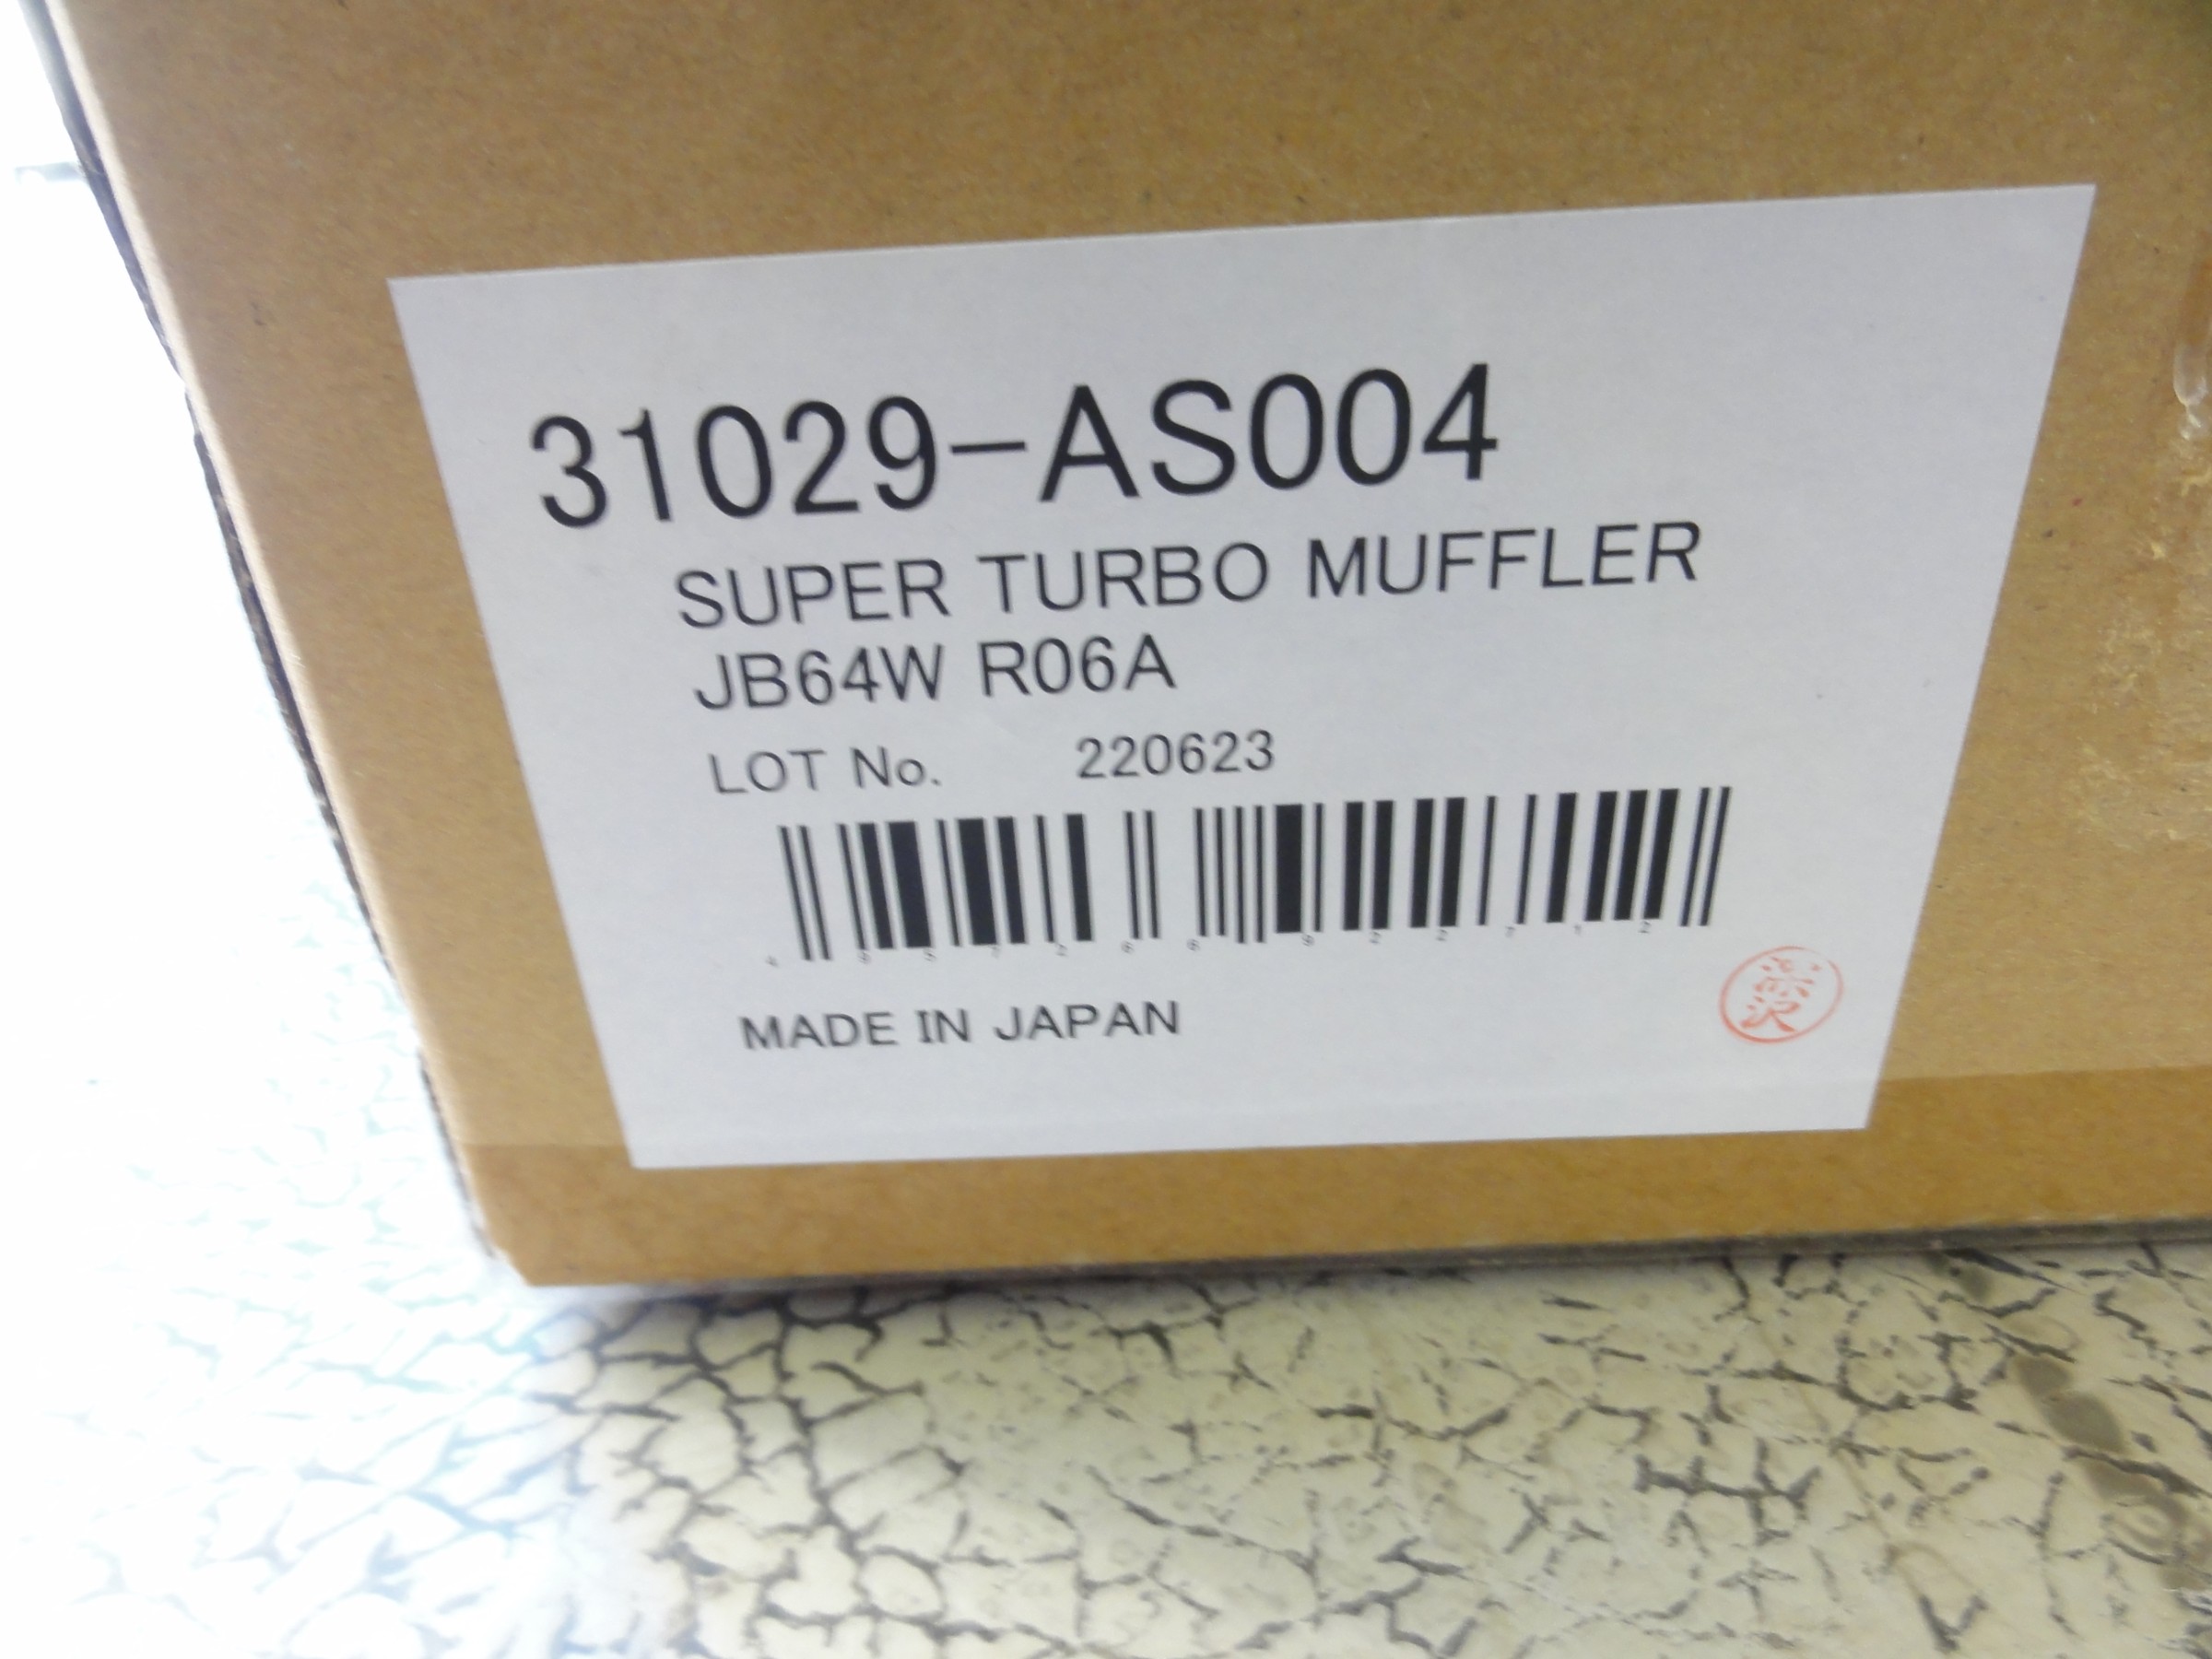 31029-AS004
SUPER TURBO MUFFLER
JB64W R06A
LOT No. 220623
MADE IN JAPAN